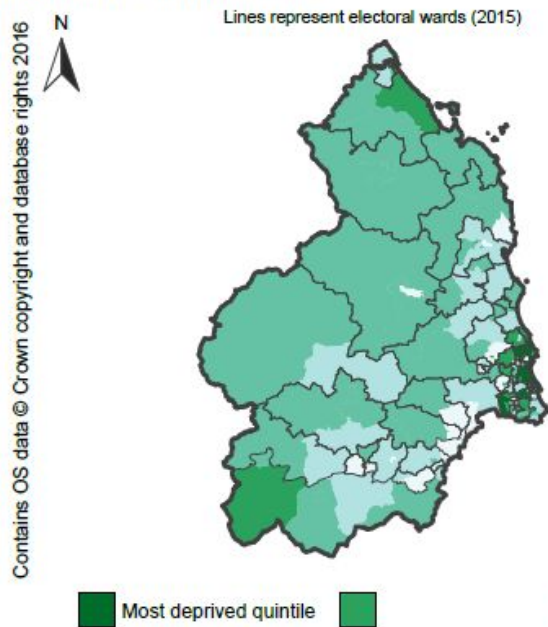 Lines represent electoral wards (2015)
N
Contains OS data © Crown copyright and database rights 2016
Most deprived quintile